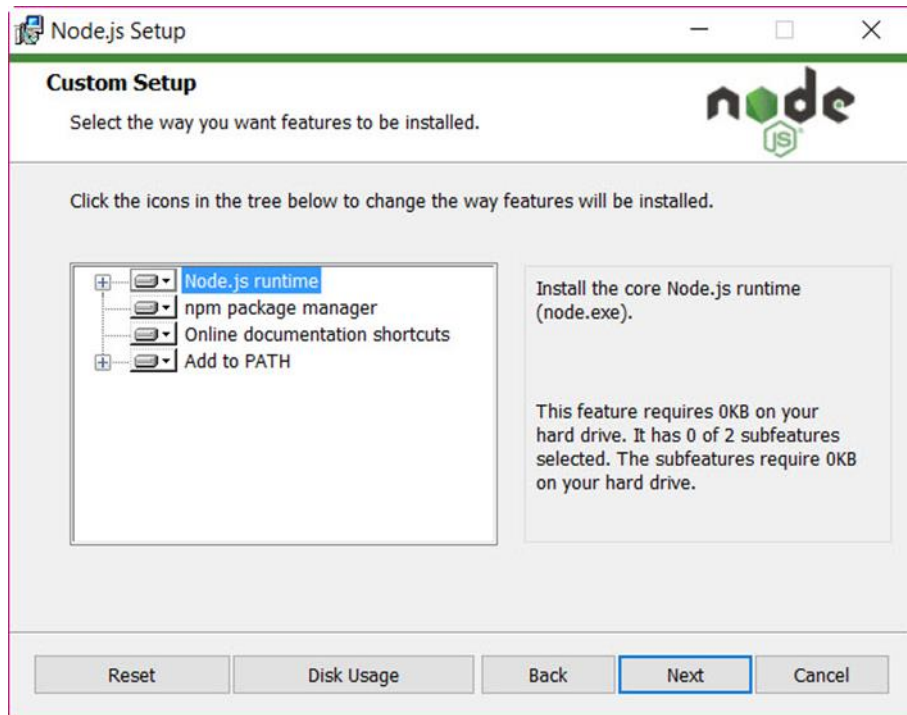 Node.js Setup
Custom Setup
Select the way you want features to be installed.
node
JS
Click the icons in the tree below to change the way features will be installed.
Node.js runtime
npm package manager
Online documentation shortcuts
Add to PATH
Install the core Node.js runtime
(node.exe).
This feature requires 0KB on your
hard drive. It has 0 of 2 subfeatures
selected. The subfeatures require 0KB
on your hard drive.
Reset
Disk Usage
Back
Next
Cancel